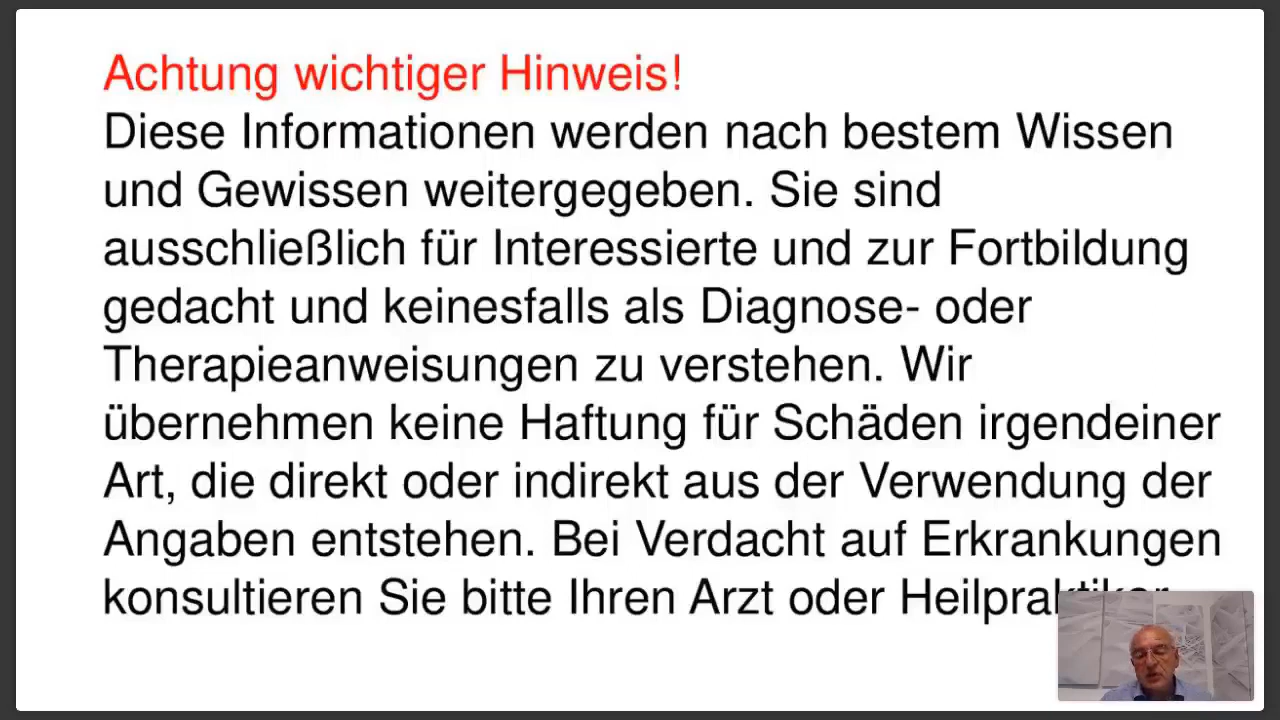 Achtung wichtiger Hinweis!
Diese Informationen werden nach bestem Wissen
und Gewissen weitergegeben. Sie sind
ausschließlich für Interessierte und zur Fortbildung
gedacht und keinesfalls als Diagnose- oder
Therapieanweisungen zu verstehen. Wir
übernehmen keine Haftung für Schäden irgendeiner
Art, die direkt oder indirekt aus der Verwendung der
Angaben entstehen. Bei Verdacht auf Erkrankungen
konsultieren Sie bitte Ihren Arzt oder Heilpraktiker